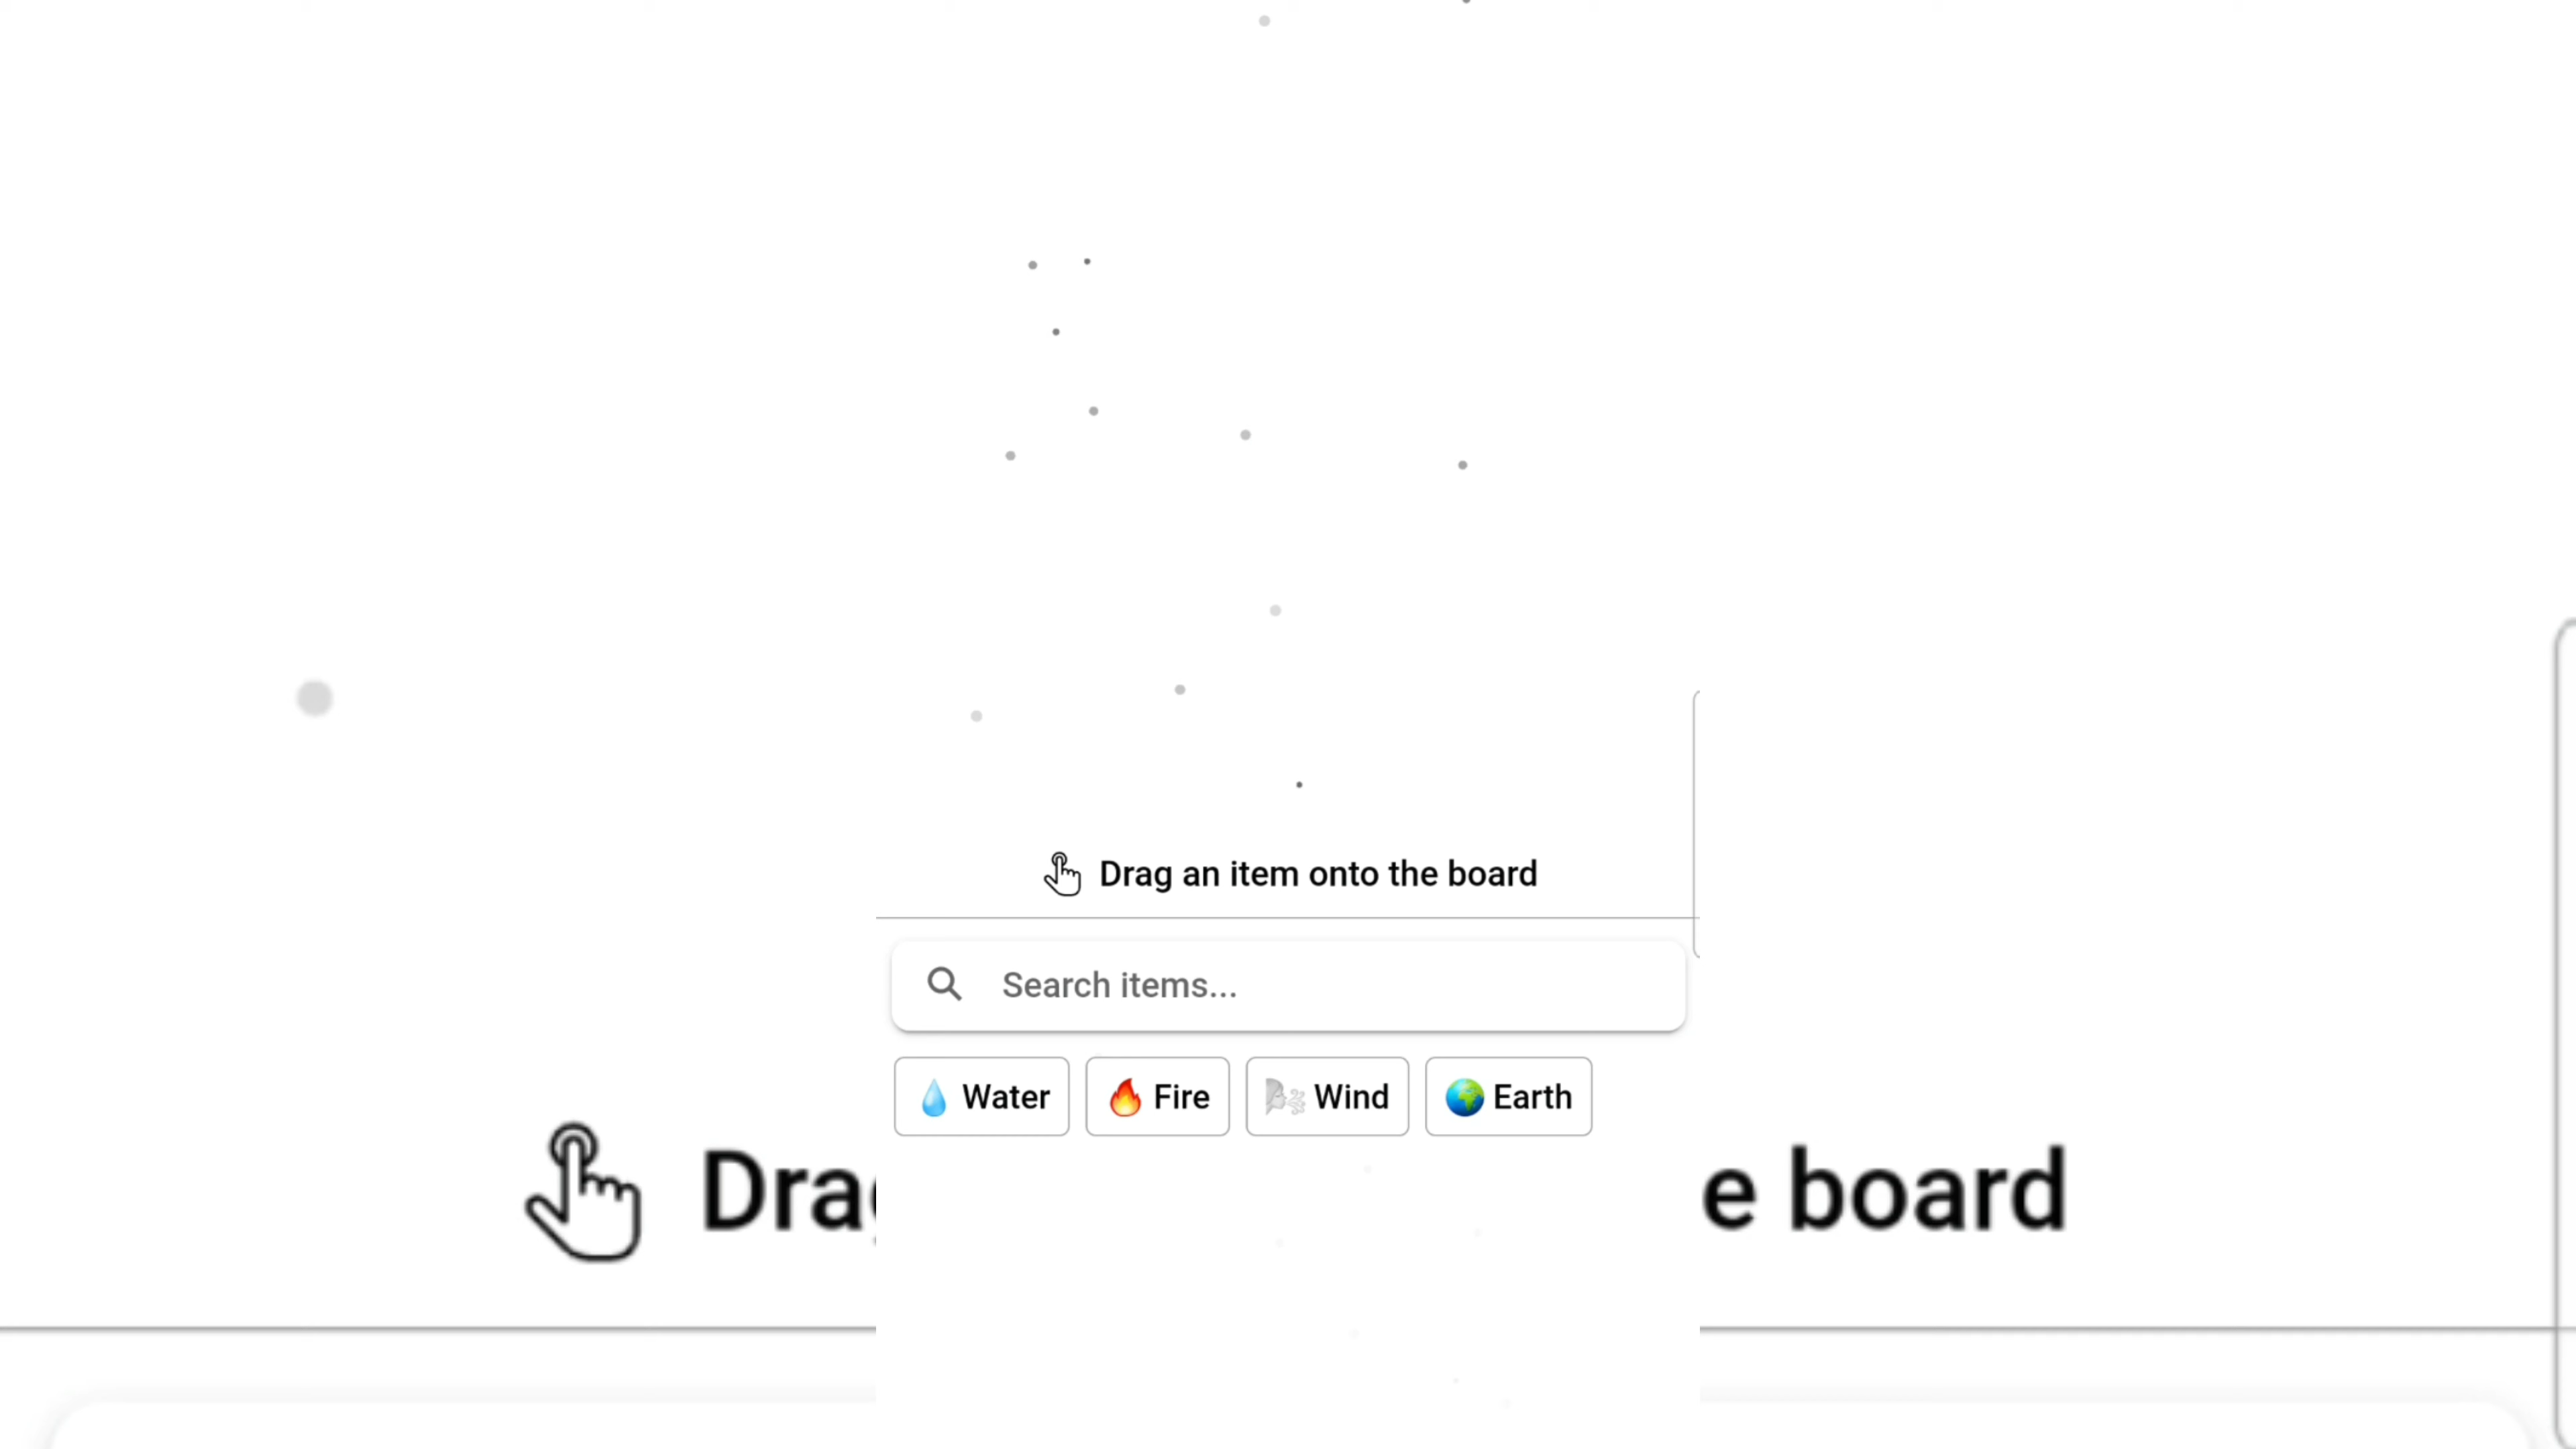 Drag an item onto the board
Search items...
Water Fire Wind Earth
Dra
e board